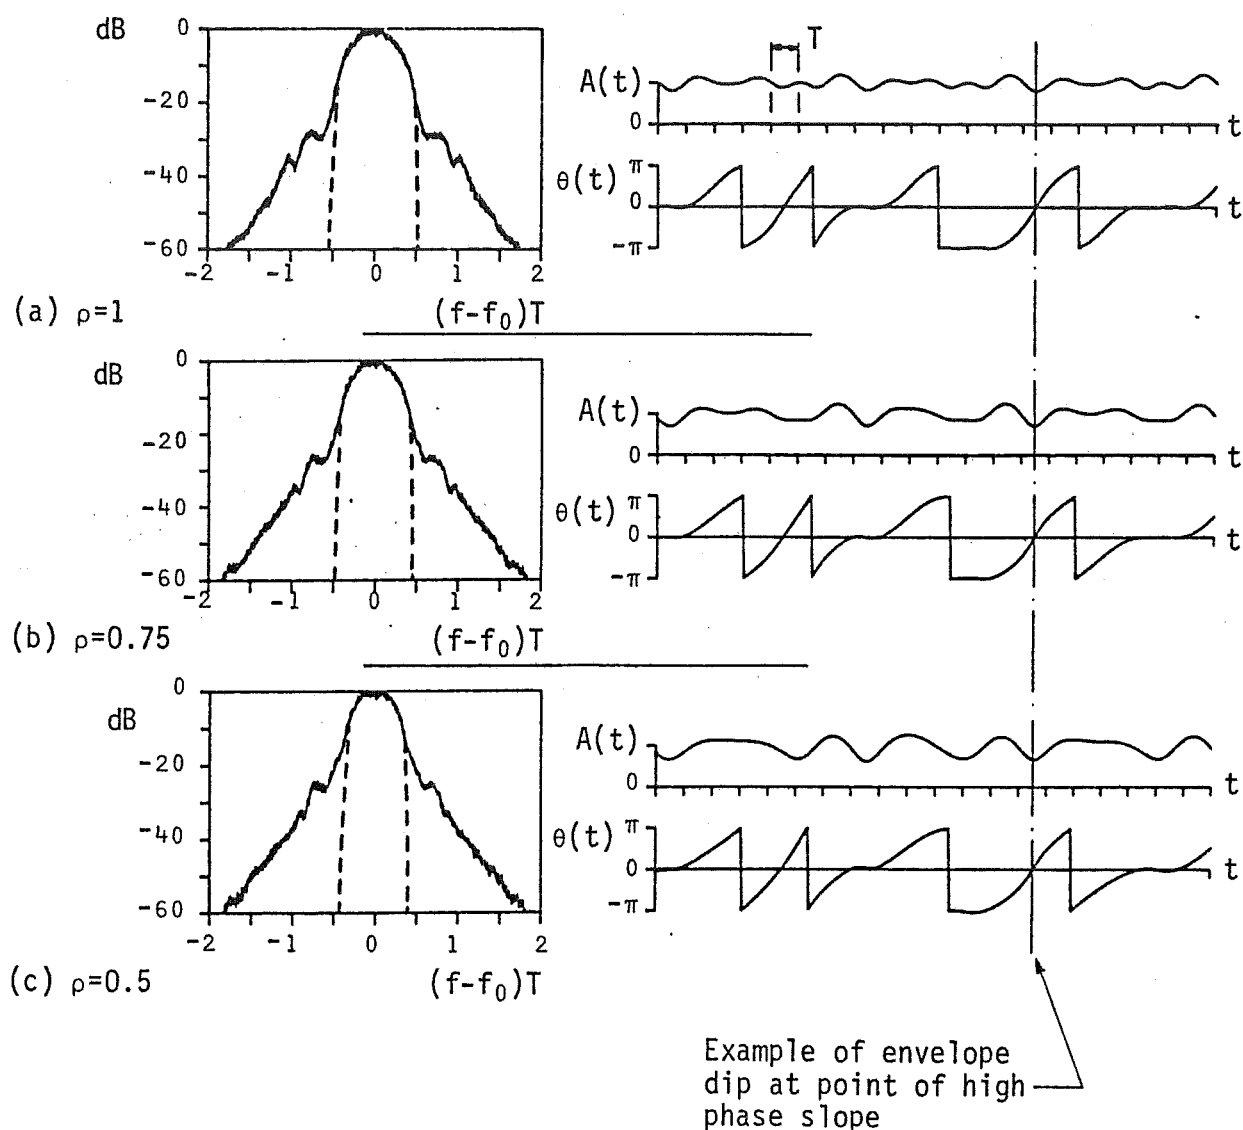 dB
0
-20
-40
-60
-2 -1 0 1 2
(a) ρ=1
(f-f₀)T
T
A(t)
0
t
θ(t)
π
0
-π
t
dB
0
-20
-40
-60
-2 -1 0 1 2
(b) ρ=0.75
(f-f₀)T
A(t)
0
t
θ(t)
π
0
-π
t
dB
0
-20
-40
-60
-2 -1 0 1 2
(c) ρ=0.5
(f-f₀)T
A(t)
0
t
θ(t)
π
0
-π
t
Example of envelope
dip at point of high
phase slope